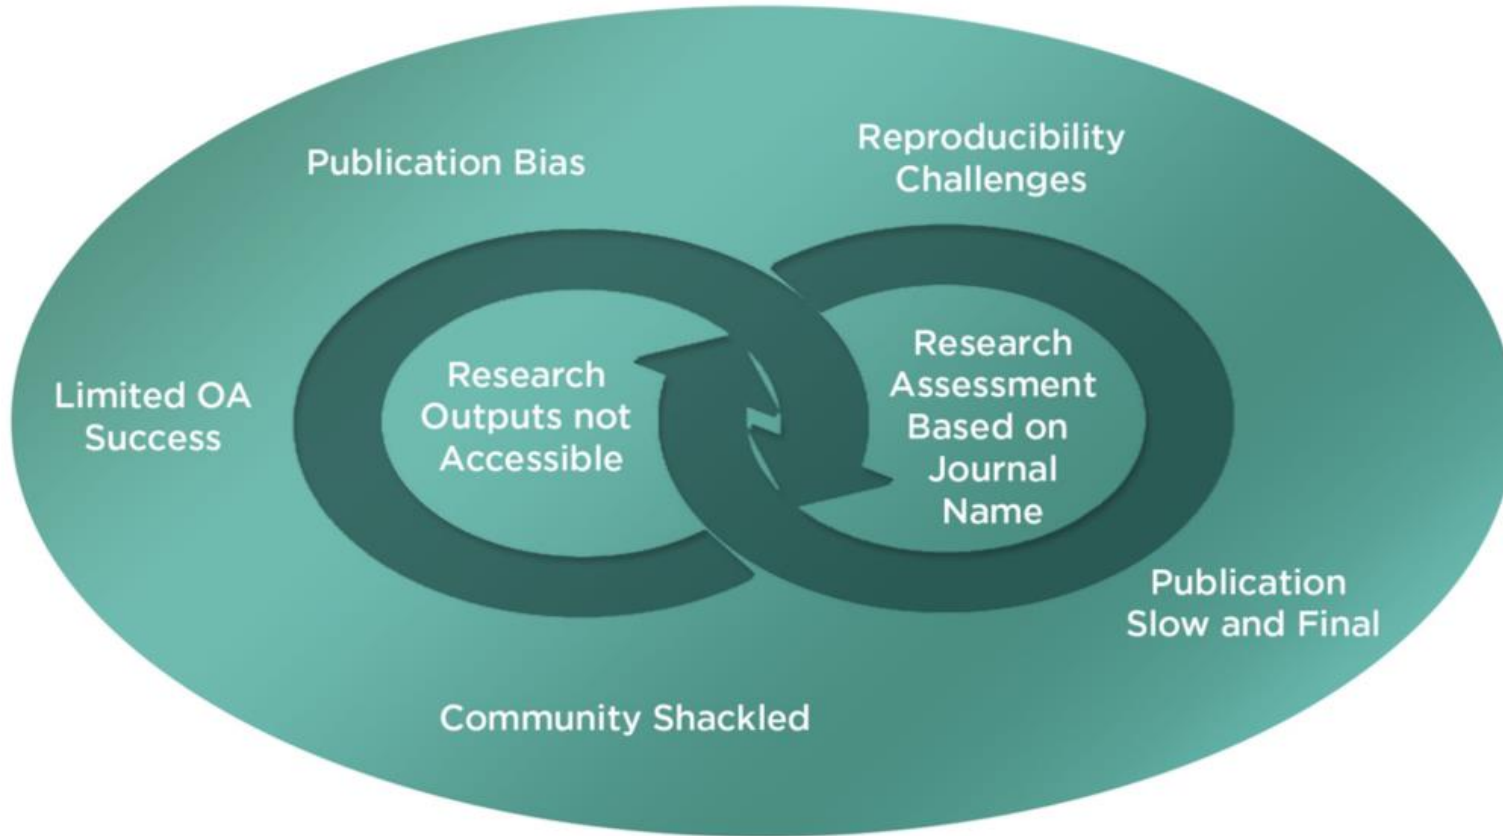 Publication Bias
Reproducibility
Challenges
Limited OA
Success
Research
Outputs not
Accessible
Research
Assessment
Based on
Journal
Name
Publication
Slow and Final
Community Shackled